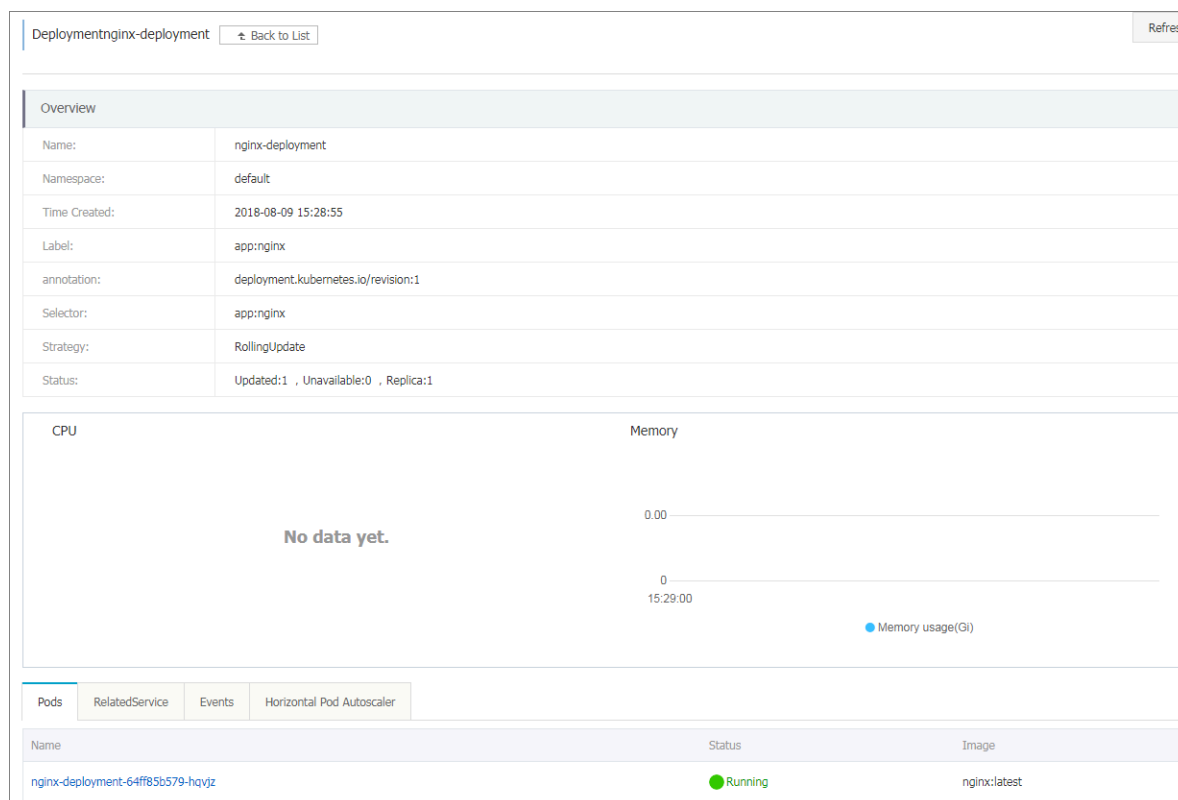 Deploymentnginx-deployment Back to List Refres
Overview
Name: nginx-deployment
Namespace: default
Time Created: 2018-08-09 15:28:55
Label: app:nginx
annotation: deployment.kubernetes.io/revision:1
Selector: app:nginx
Strategy: RollingUpdate
Status: Updated:1 , Unavailable:0 , Replica:1
CPU Memory
No data yet.
0.00
0
15:29:00
Memory usage(Gi)
Pods RelatedService Events Horizontal Pod Autoscaler
Name Status Image
nginx-deployment-64ff85b579-hqvjz Running nginx:latest